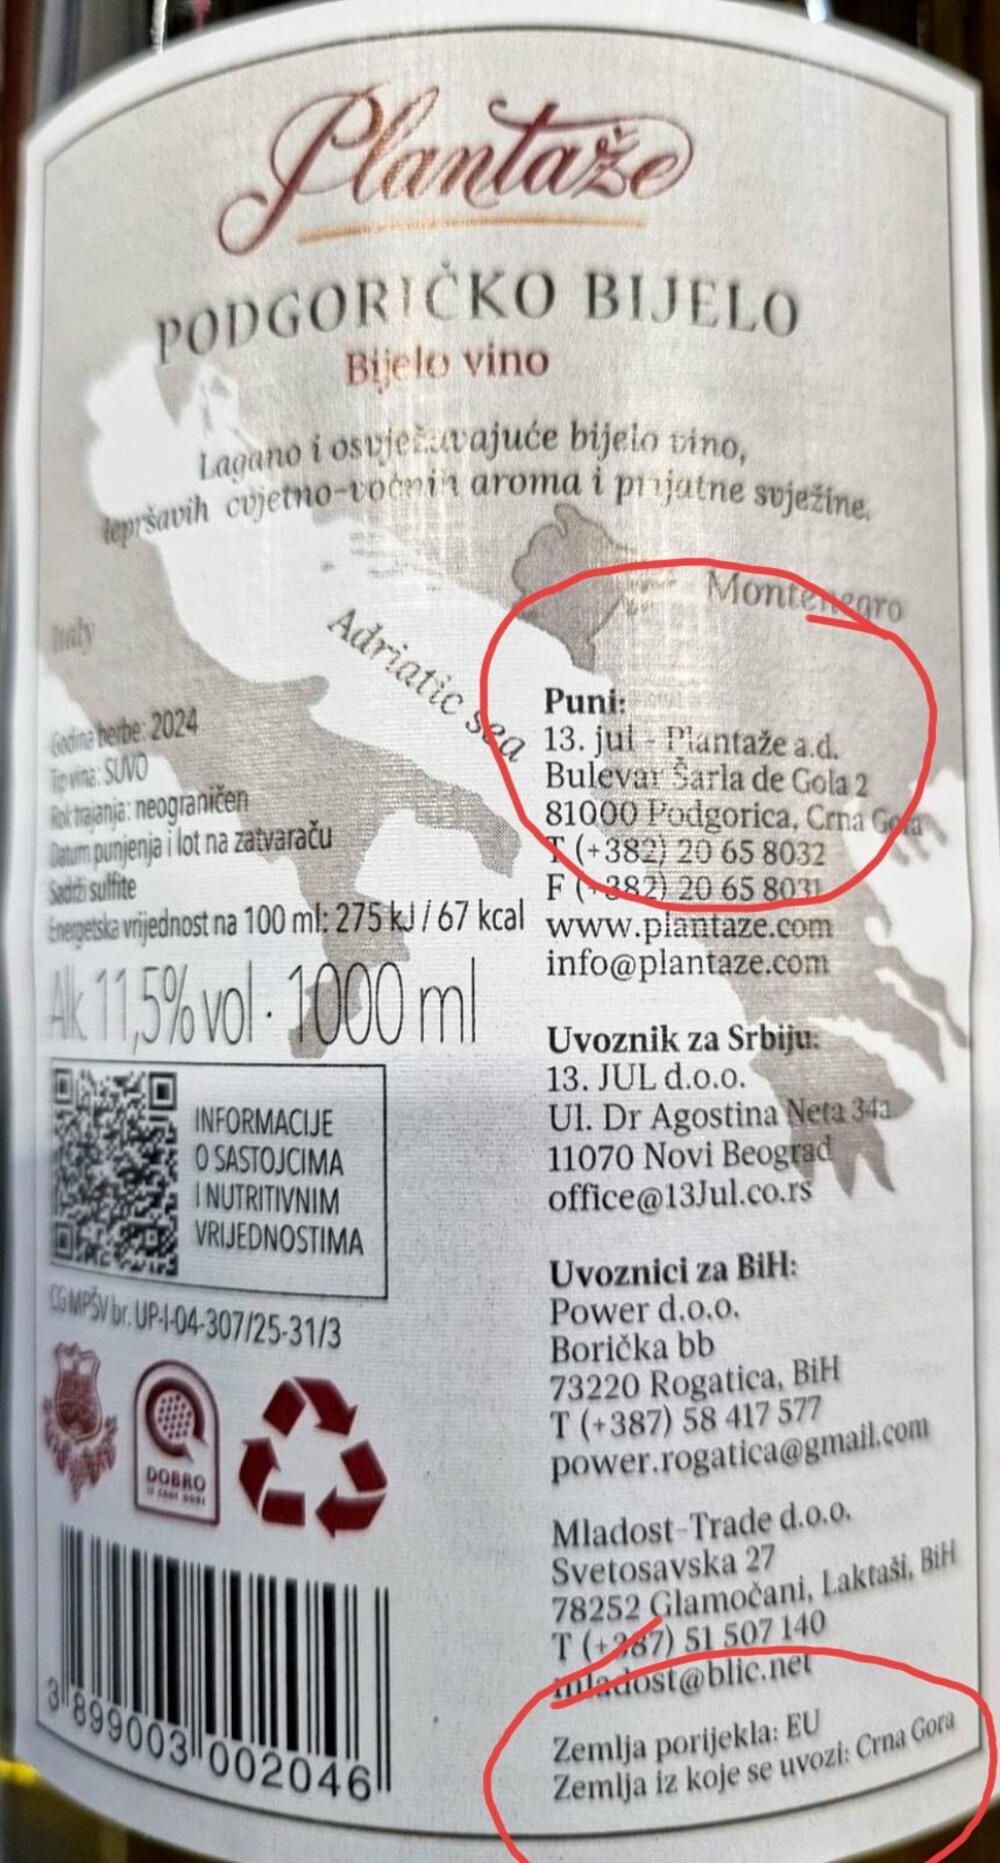 Plantaže
PODGORIČKO BIJELO
Bijelo vino
Lagano i osvježavajuće bijelo vino,
lepršavih cvjetno-voćnih aroma i prijatne svježine.
Montenegro
Italy
Adriatic sea
Godina berbe: 2024
Tip vina: SUVO
Rok trajanja: neograničen
Datum punjenja i lot na zatvaraču
Sadrži sulfite
Energetska vrijednost na 100 ml: 275 kJ / 67 kcal
Alk 11,5% vol · 1000 ml
INFORMACIJE
O SASTOJCIMA
I NUTRITIVNIM
VRIJEDNOSTIMA
CG MPŠV br. UP-I-04-307/25-31/3
DOBRO
3 899003 002046
Puni:
13. jul - Plantaže a.d.
Bulevar Šarla de Gola 2
81000 Podgorica, Crna Gora
T (+382) 20 65 8032
F (+382) 20 65 8031
www.plantaze.com
info@plantaze.com
Uvoznik za Srbiju:
13. JUL d.o.o.
Ul. Dr Agostina Neta 34a
11070 Novi Beograd
office@13Jul.co.rs
Uvoznici za BiH:
Power d.o.o.
Borička bb
73220 Rogatica, BiH
T (+387) 58 417 577
power.rogatica@gmail.com
Mladost-Trade d.o.o.
Svetosavska 27
78252 Glamočani, Laktaši, BiH
T (+387) 51 507 140
mladost@blic.net
Zemlja porijekla: EU
Zemlja iz koje se uvozi: Crna Gora